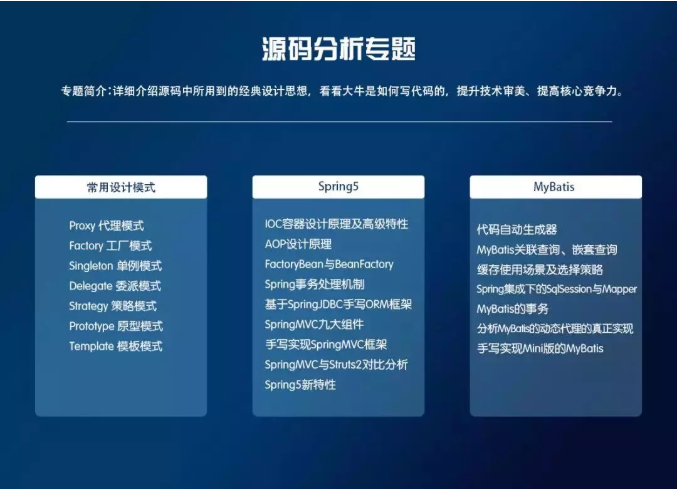 源码分析专题
专题简介:详细介绍源码中所用到的经典设计思想，看看大牛是如何写代码的，提升技术审美、提高核心竞争力。
常用设计模式
Proxy 代理模式
Factory 工厂模式
Singleton 单例模式
Delegate 委派模式
Strategy 策略模式
Prototype 原型模式
Template 模板模式
Spring5
IOC容器设计原理及高级特性
AOP设计原理
FactoryBean与BeanFactory
Spring事务处理机制
基于SpringJDBC手写ORM框架
SpringMVC九大组件
手写实现SpringMVC框架
SpringMVC与Struts2对比分析
Spring5新特性
MyBatis
代码自动生成器
MyBatis关联查询、嵌套查询
缓存使用场景及选择策略
Spring集成下的SqlSession与Mapper
MyBatis的事务
分析MyBatis的动态代理的真正实现
手写实现Mini版的MyBatis